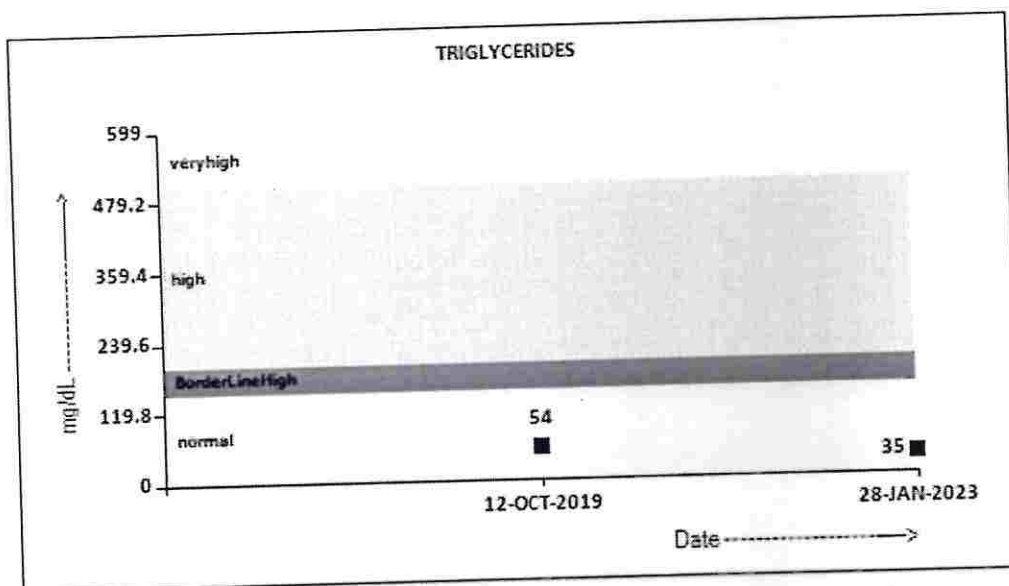 TRIGLYCERIDES
599
veryhigh
479.2
359.4
high
239.6
BorderLineHigh
mg/dL
119.8
54
normal
35
0
12-OCT-2019
28-JAN-2023
Date